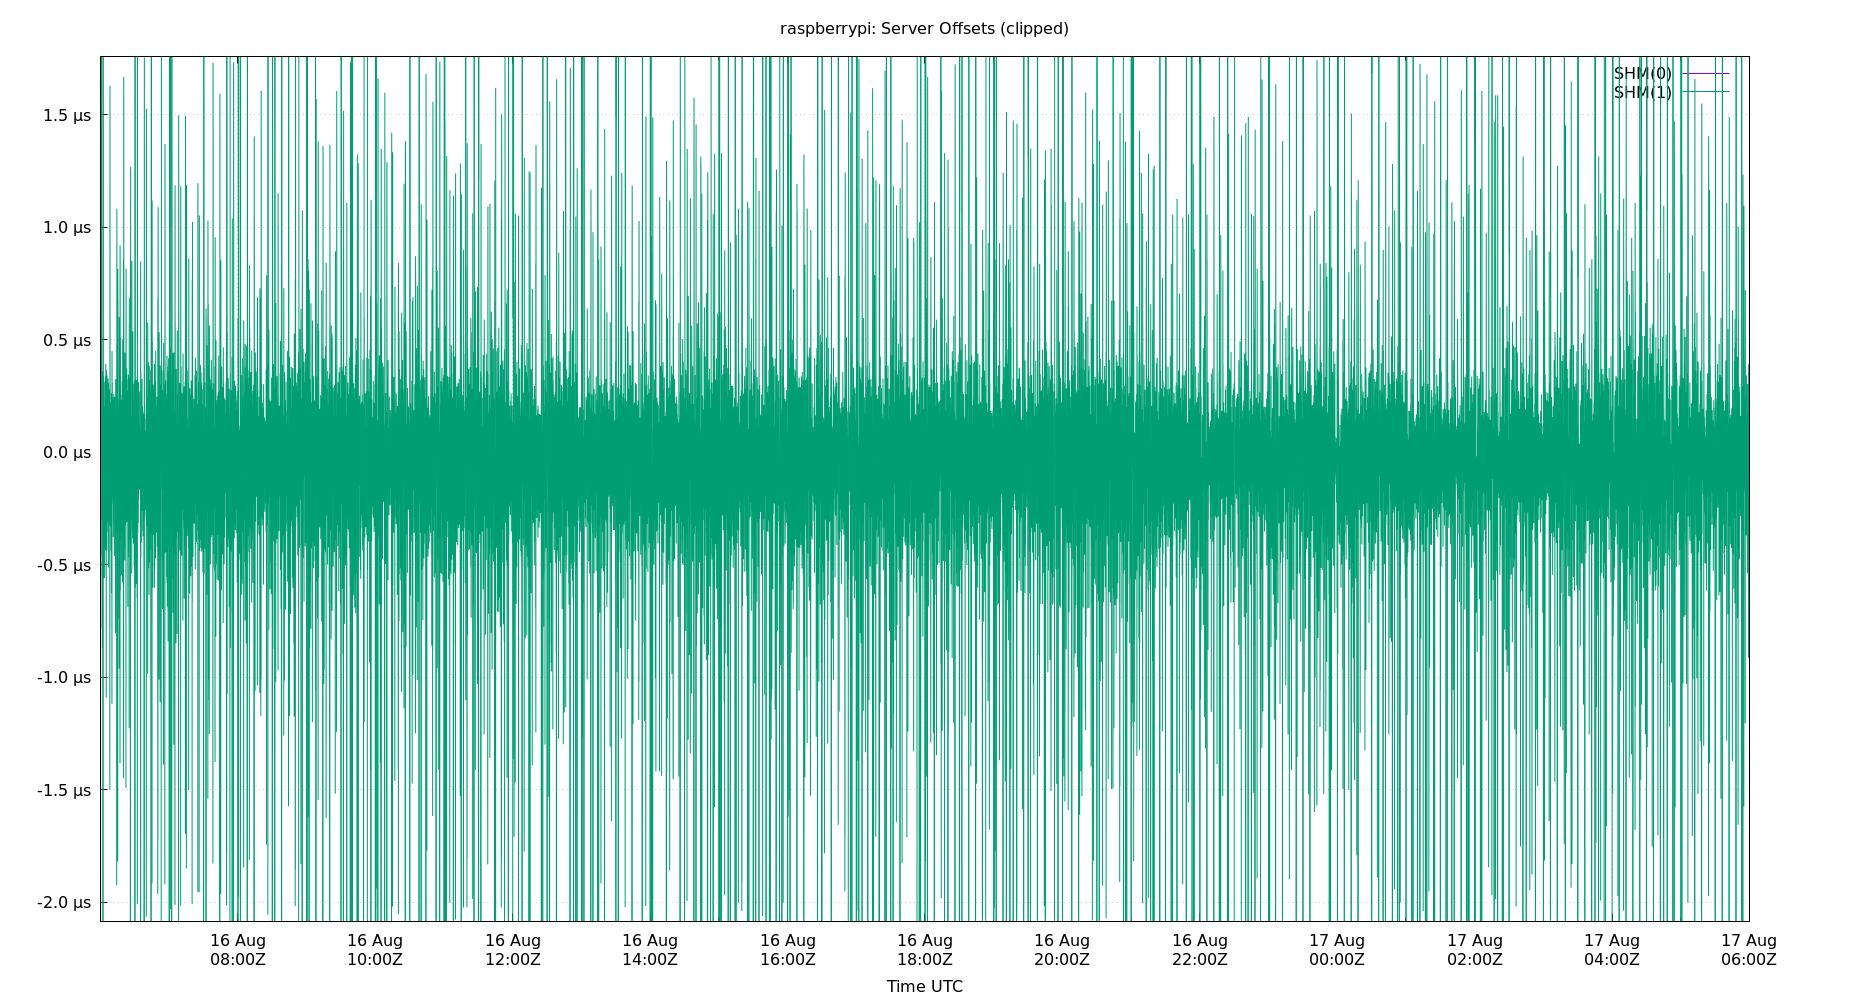 raspberrypi: Server Offsets (clipped)
SHM(0)
SHM(1)
1.5 µs
1.0 µs
0.5 µs
0.0 µs
-0.5 µs
-1.0 µs
-1.5 µs
-2.0 µs
16 Aug 16 Aug 16 Aug 16 Aug 16 Aug 16 Aug 16 Aug 16 Aug 17 Aug 17 Aug 17 Aug 17 Aug
08:00Z 10:00Z 12:00Z 14:00Z 16:00Z 18:00Z 20:00Z 22:00Z 00:00Z 02:00Z 04:00Z 06:00Z
Time UTC